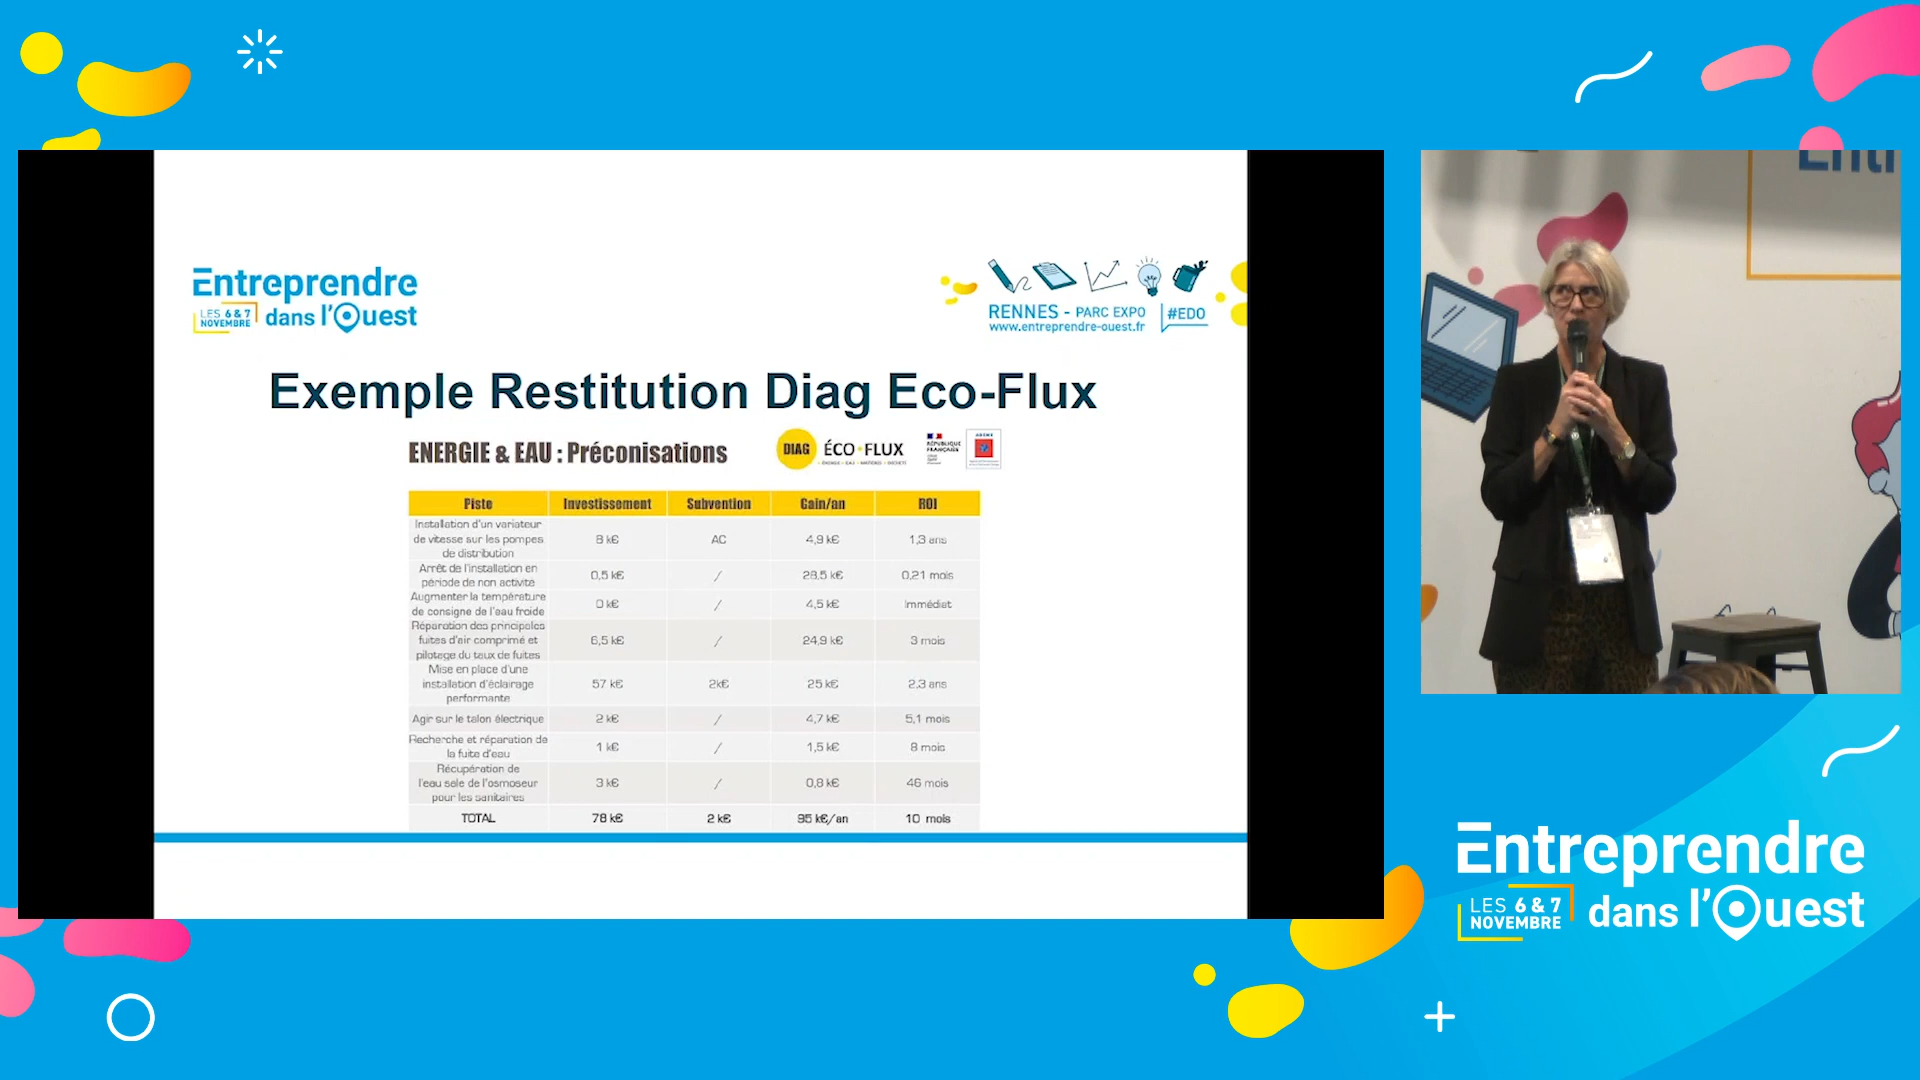 Entreprendre
LES 6 & 7
NOVEMBRE
dans l'Ouest
RENNES - PARC EXPO
www.entreprendre-ouest.fr
#EDO
Exemple Restitution Diag Eco-Flux
ENERGIE & EAU : Préconisations
DIAG ÉCO•FLUX
RÉPUBLIQUE
FRANÇAISE
ADEME
Piste Investissement Subvention Gain/an ROI
Installation d'un variateur
de vitesse sur les pompes
de distribution
8 k€ AC 4,9 k€ 1,3 ans
Arrêt de l'installation en
période de non activité
0,5 k€ / 28,5 k€ 0,21 mois
Augmenter la température
de consigne de l'eau froide
0 k€ / 4,5 k€ Immédiat
Réparation des principales
fuites d'air comprimé et
pilotage du taux de fuites
6,5 k€ / 24,9 k€ 3 mois
Mise en place d'une
installation d'éclairage
performante
57 k€ 2k€ 25 k€ 2,3 ans
Agir sur le talon électrique
2 k€ / 4,7 k€ 5,1 mois
Recherche et réparation de
la fuite d'eau
1 k€ / 1,5 k€ 8 mois
Récupération de
l'eau sale de l'osmoseur
pour les sanitaires
3 k€ / 0,8 k€ 46 mois
TOTAL 78 k€ 2 k€ 95 k€/an 10 mois
Entreprendre
LES 6 & 7
NOVEMBRE
dans l'Ouest